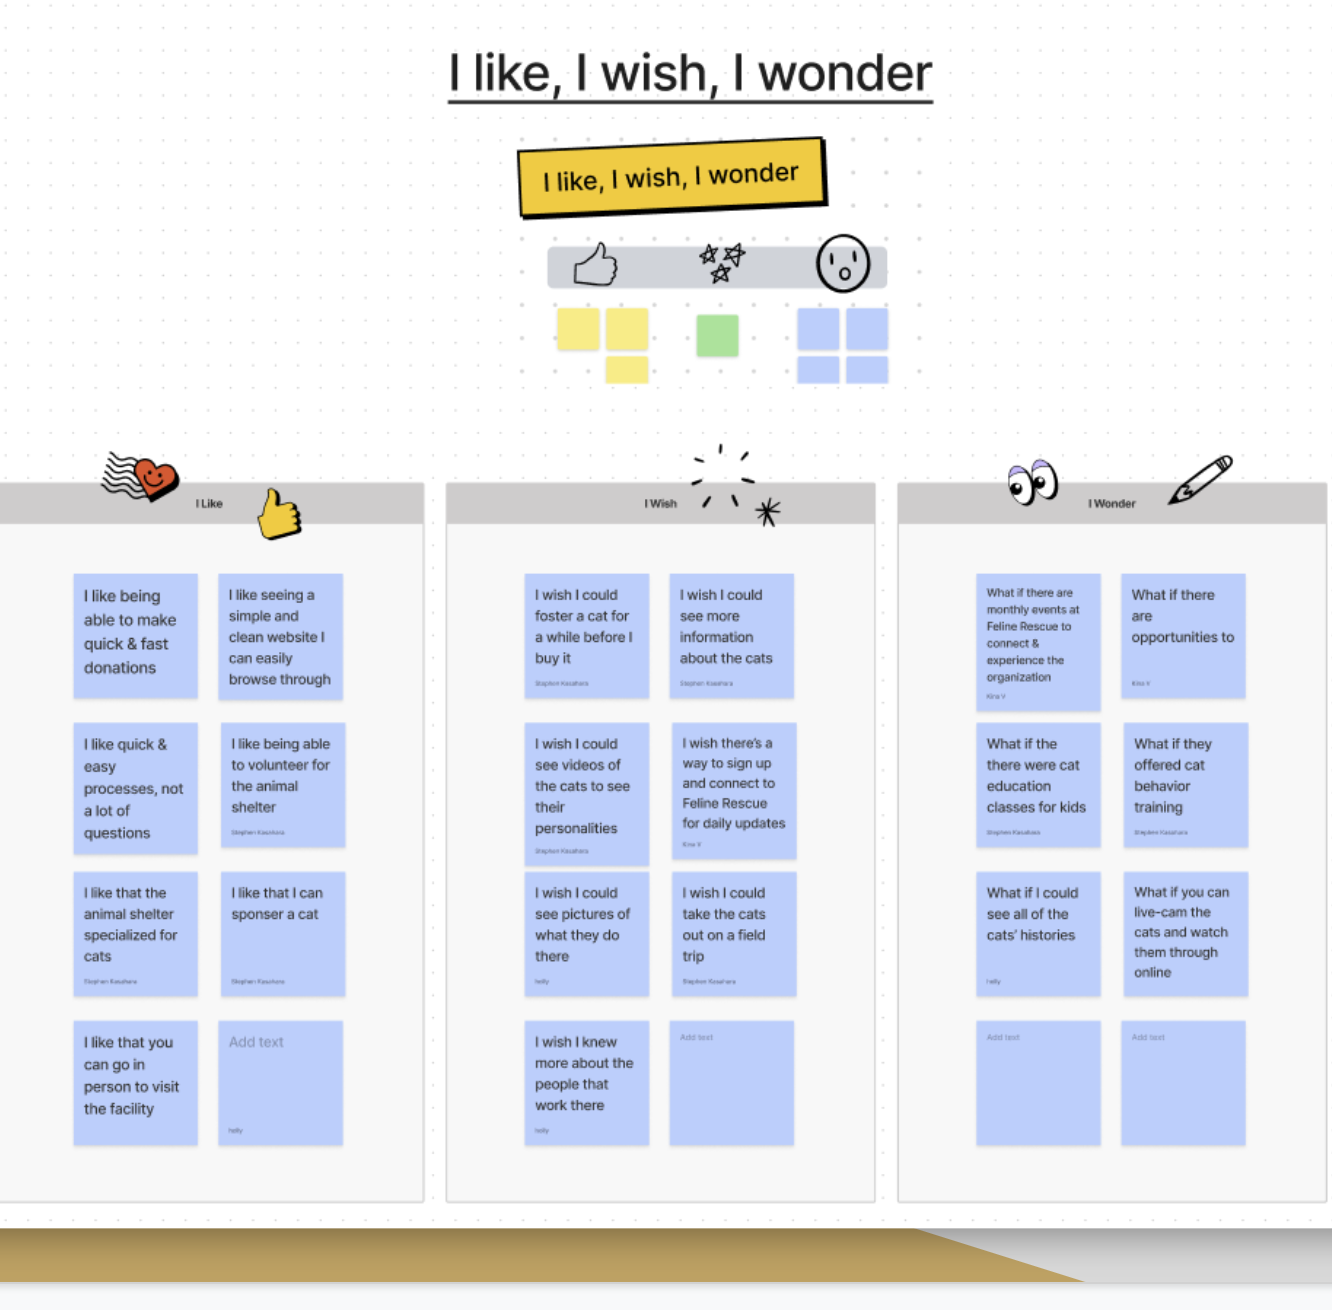 I like, I wish, I wonder
I like, I wish, I wonder
I Like
I like being
able to make
quick & fast
donations
I like seeing a
simple and
clean website I
can easily
browse through
I like quick &
easy
processes, not
a lot of
questions
I like being able
to volunteer for
the animal
shelter
Stephen Kasahara
I like that the
animal shelter
specialized for
cats
Stephen Kasahara
I like that I can
sponser a cat
Stephen Kasahara
I like that you
can go in
person to visit
the facility
Add text
helly
I Wish
I wish I could
foster a cat for
a while before I
buy it
Stephen Kasahara
I wish I could
see more
information
about the cats
Stephen Kasahara
I wish I could
see videos of
the cats to see
their
personalities
Stephen Kasahara
I wish there's a
way to sign up
and connect to
Feline Rescue
for daily updates
Kina V
I wish I could
see pictures of
what they do
there
helly
I wish I could
take the cats
out on a field
trip
Stephen Kasahara
I wish I knew
more about the
people that
work there
helly
Add text
I Wonder
What if there are
monthly events at
Feline Rescue to
connect &
experience the
organization
Kina V
What if there
are
opportunities to
Kina V
What if the
there were cat
education
classes for kids
Stephen Kasahara
What if they
offered cat
behavior
training
Stephen Kasahara
What if I could
see all of the
cats' histories
helly
What if you can
live-cam the
cats and watch
them through
online
Add text
Add text